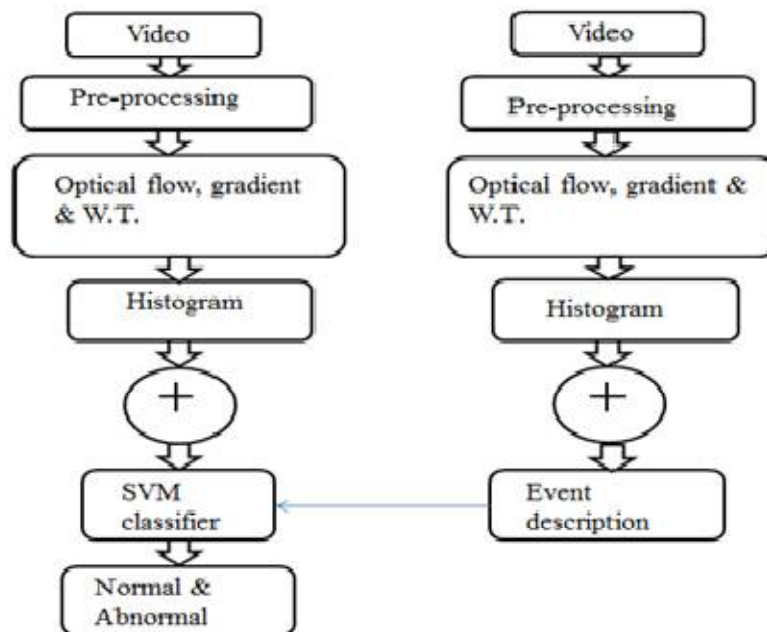 Video
Pre-processing
Optical flow, gradient
& W.T.
Histogram
+
SVM
classifier
Normal &
Abnormal
Video
Pre-processing
Optical flow, gradient &
W.T.
Histogram
+
Event
description